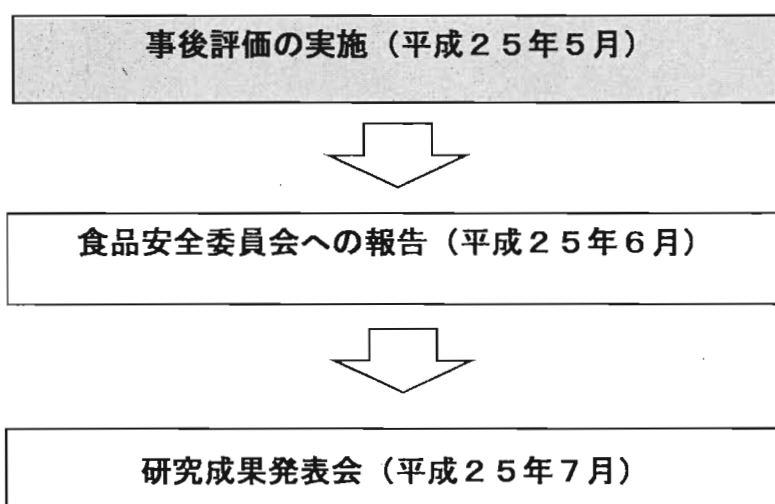 事後評価の実施（平成２５年５月）
食品安全委員会への報告（平成２５年６月）
研究成果発表会（平成２５年７月）